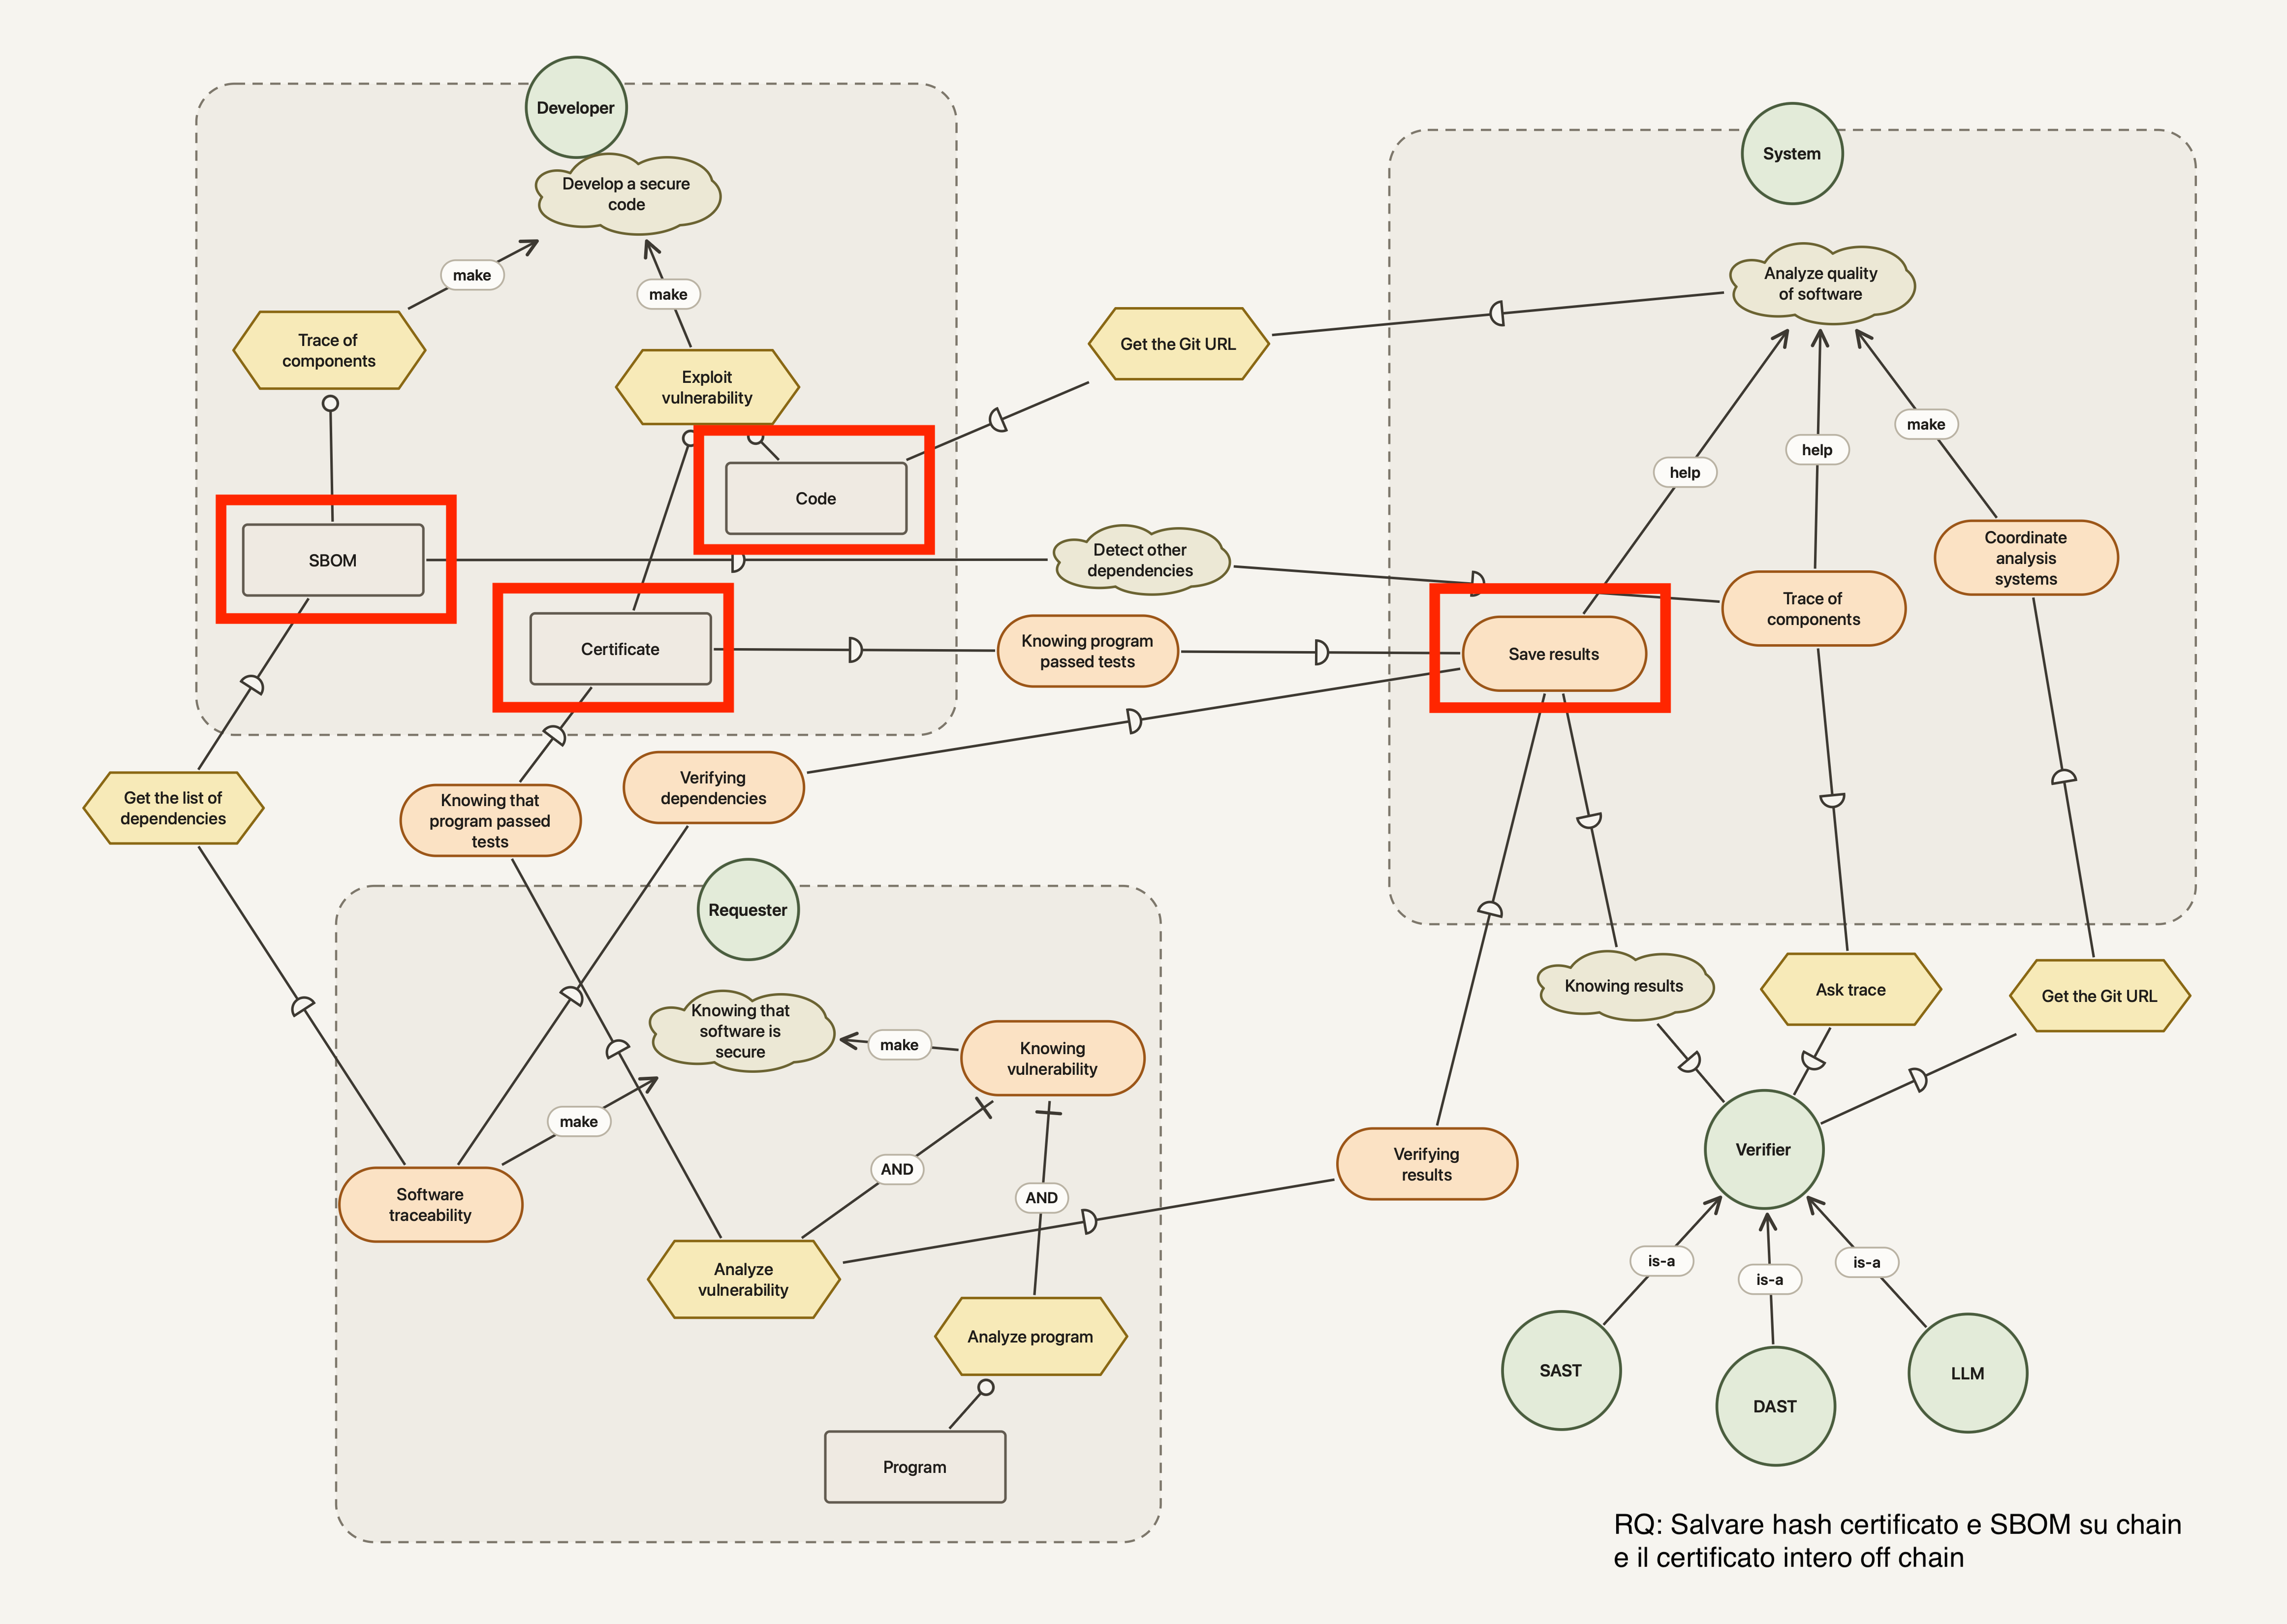 Developer
Develop a secure
code
make
make
Trace of
components
Exploit
vulnerability
Code
SBOM
Certificate
System
Analyze quality
of software
Get the Git URL
help
help
make
Detect other
dependencies
Coordinate
analysis
systems
Trace of
components
Knowing program
passed tests
Save results
Get the list of
dependencies
Knowing that
program passed
tests
Verifying
dependencies
Requester
Knowing that
software is
secure
make
Knowing
vulnerability
make
AND
AND
Software
traceability
Analyze
vulnerability
Analyze program
Program
Knowing results
Ask trace
Get the Git URL
Verifying
results
Verifier
is-a
is-a
is-a
SAST
DAST
LLM
RQ: Salvare hash certificato e SBOM su chain
e il certificato intero off chain